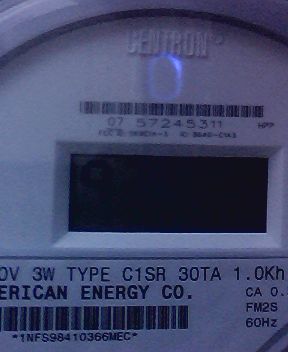 CENTRON
07 57245311
0V 3W TYPE C1SR 30TA 1.0Kh
ERICAN ENERGY CO.
CA 0.
FM2S
60Hz
*1NFS98410366MEC*